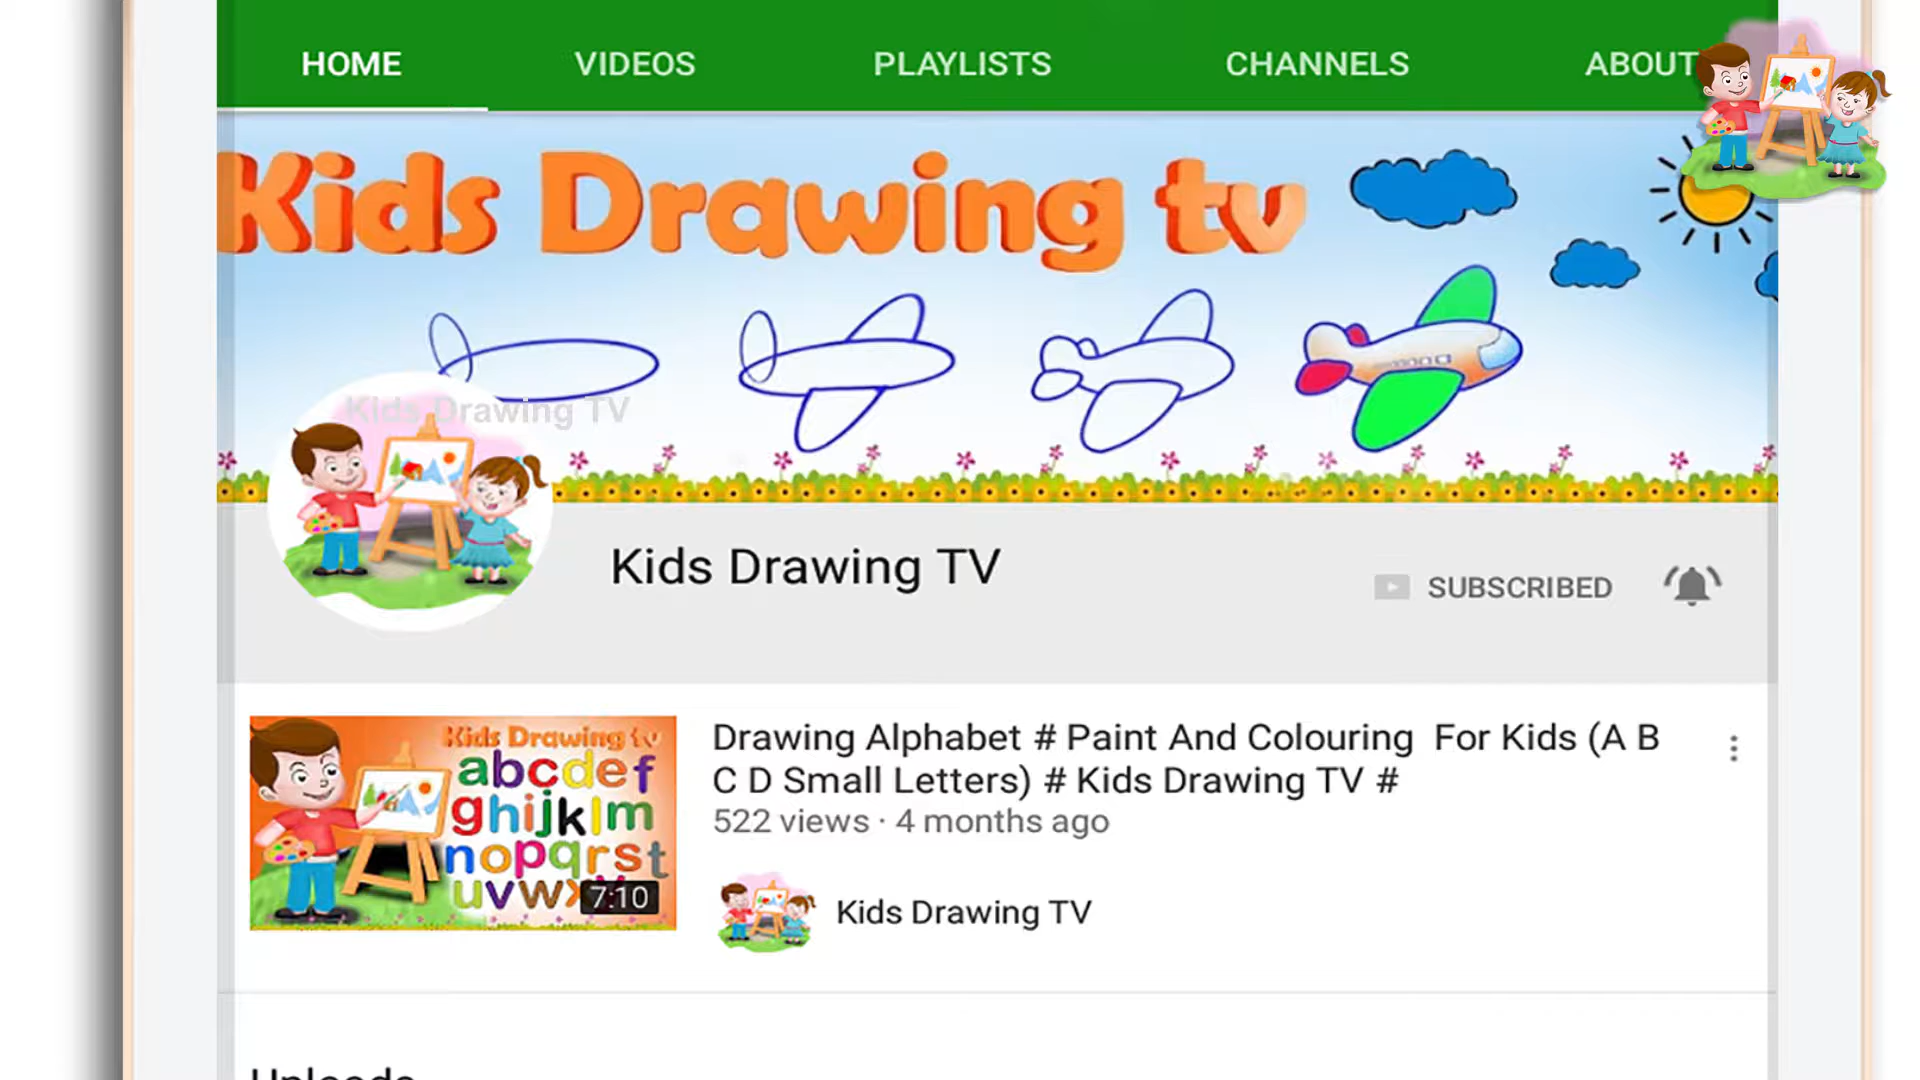 HOME VIDEOS PLAYLISTS CHANNELS ABOUT
Kids Drawing tv
Kids Drawing TV
Kids Drawing TV
SUBSCRIBED
Kids Drawing tv
abcdef
ghijklm
nopqrst
uvwx
7:10
Drawing Alphabet # Paint And Colouring For Kids (A B
C D Small Letters) # Kids Drawing TV #
522 views · 4 months ago
Kids Drawing TV
Uploads